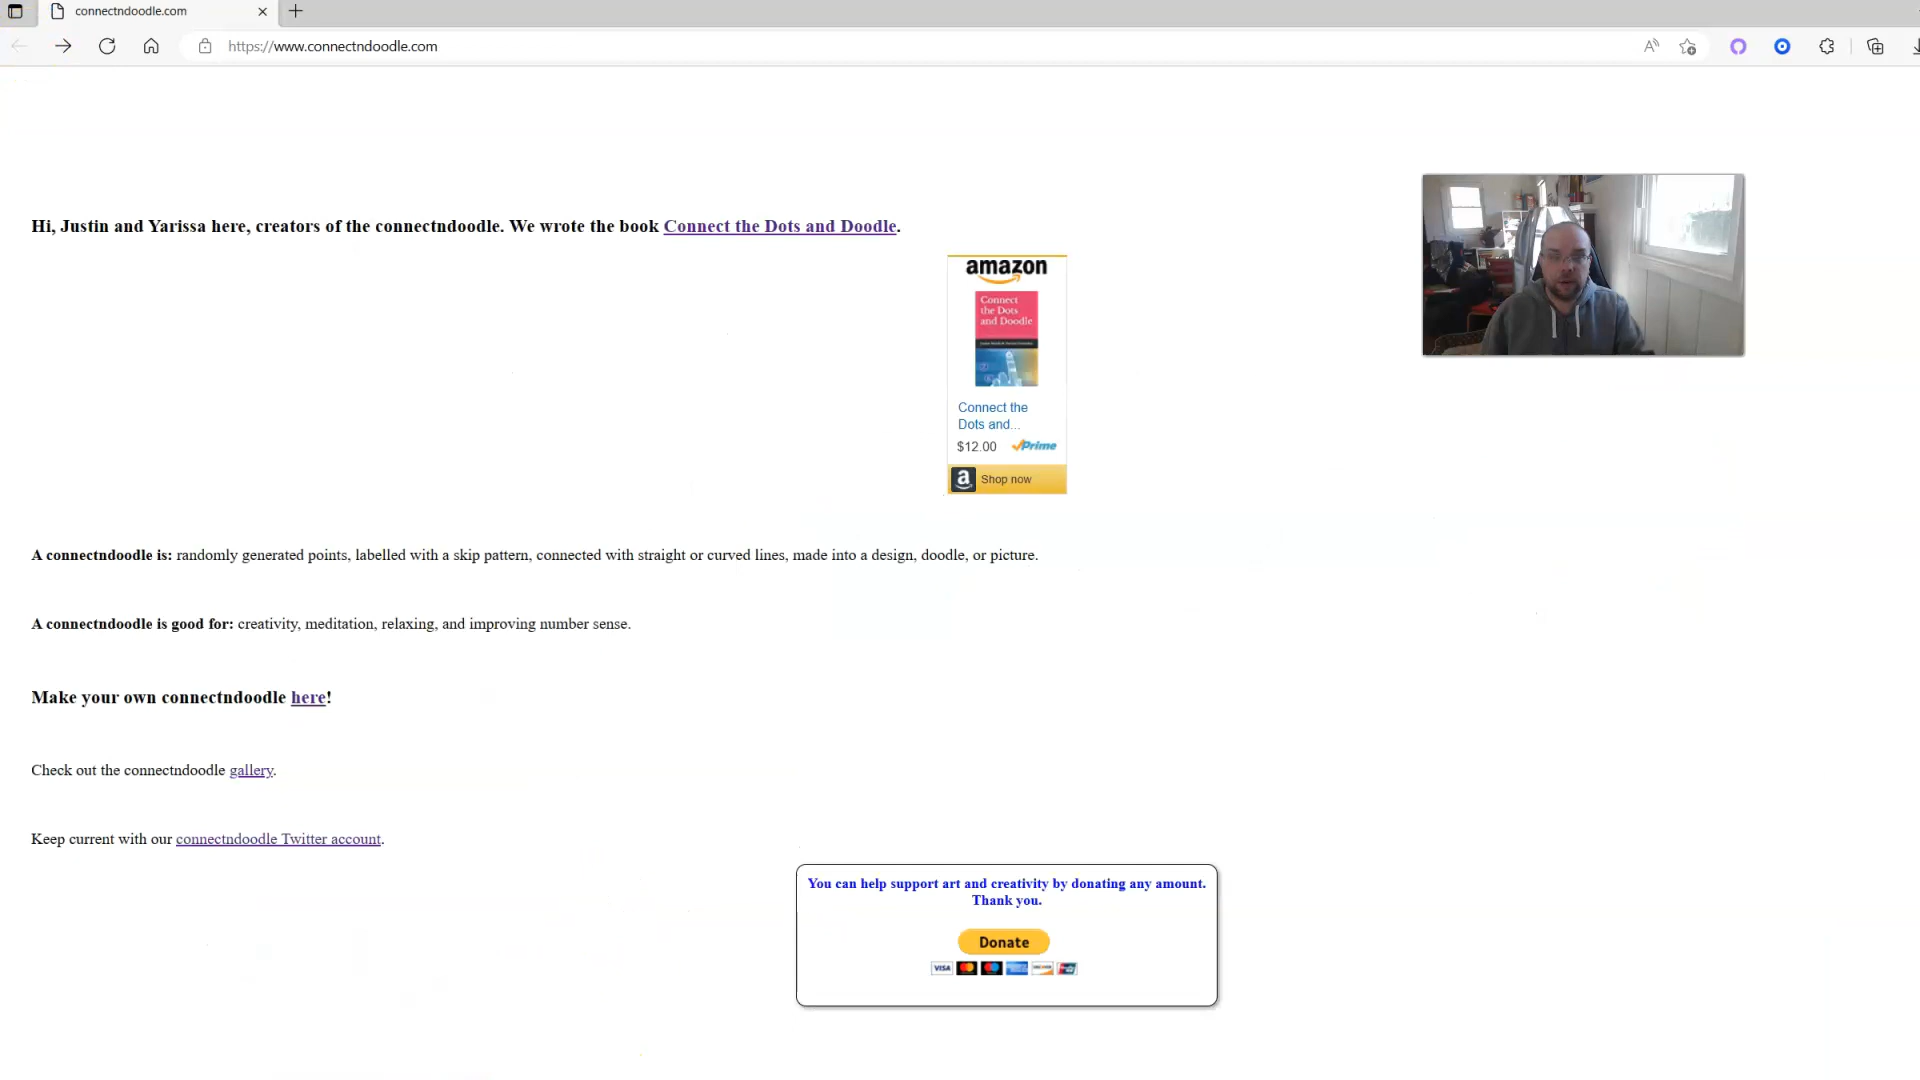 connectndoodle.com
https://www.connectndoodle.com
Hi, Justin and Yarissa here, creators of the connectndoodle. We wrote the book Connect the Dots and Doodle.
amazon
Connect
the Dots
and Doodle
Connect the
Dots and...
$12.00 Prime
a Shop now
A connectndoodle is: randomly generated points, labelled with a skip pattern, connected with straight or curved lines, made into a design, doodle, or picture.
A connectndoodle is good for: creativity, meditation, relaxing, and improving number sense.
Make your own connectndoodle here!
Check out the connectndoodle gallery.
Keep current with our connectndoodle Twitter account.
You can help support art and creativity by donating any amount.
Thank you.
Donate
VISA